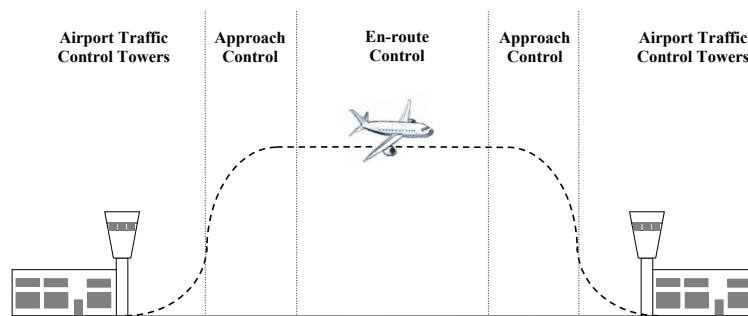 Airport Traffic
Control Towers
Approach
Control
En-route
Control
Approach
Control
Airport Traffic
Control Towers